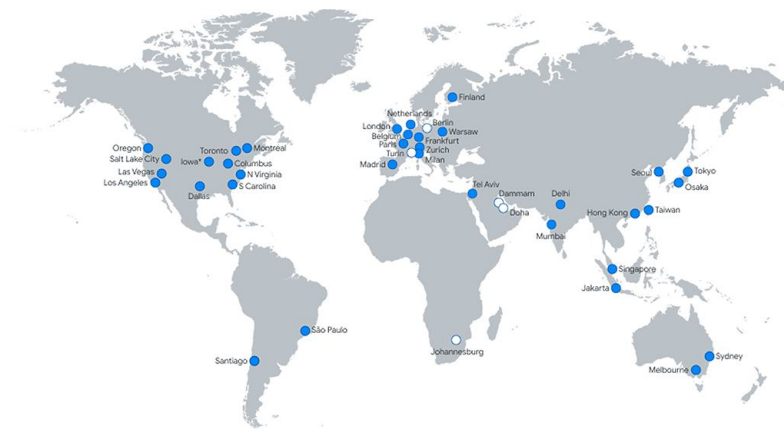 Finland
Netherlands
Berlin
London
Belgium
Warsaw
Frankfurt
Paris
Zurich
Turin
Milan
Madrid
Oregon
Toronto
Montreal
Salt Lake City
Iowa*
Columbus
Las Vegas
N Virginia
Los Angeles
S Carolina
Dallas
Tel Aviv
Dammam
Doha
Delhi
Mumbai
Seoul
Tokyo
Osaka
Hong Kong
Taiwan
Singapore
Jakarta
São Paulo
Santiago
Johannesburg
Sydney
Melbourne